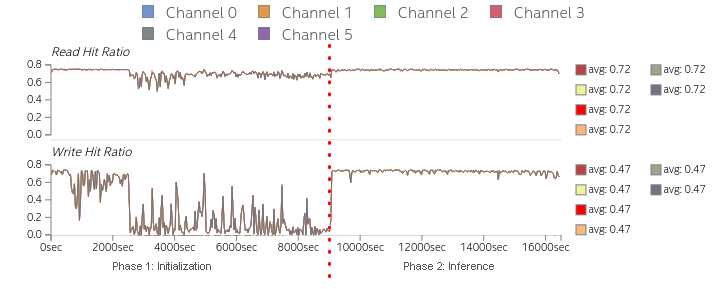 Channel 0 Channel 1 Channel 2 Channel 3
Channel 4 Channel 5
Read Hit Ratio
0.8
0.6
0.4
0.2
0.0
avg: 0.72 avg: 0.72
avg: 0.72 avg: 0.72
avg: 0.72
avg: 0.72
Write Hit Ratio
0.8
0.6
0.4
0.2
0.0
avg: 0.47 avg: 0.47
avg: 0.47 avg: 0.47
avg: 0.47
avg: 0.47
0sec 2000sec 4000sec 6000sec 8000sec 10000sec 12000sec 14000sec 16000sec
Phase 1: Initialization Phase 2: Inference